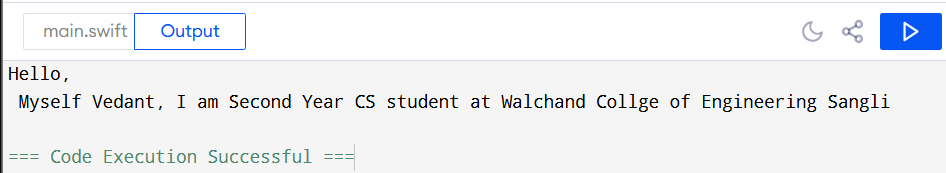 main.swift Output
Hello,
Myself Vedant, I am Second Year CS student at Walchand Collge of Engineering Sangli
=== Code Execution Successful ===